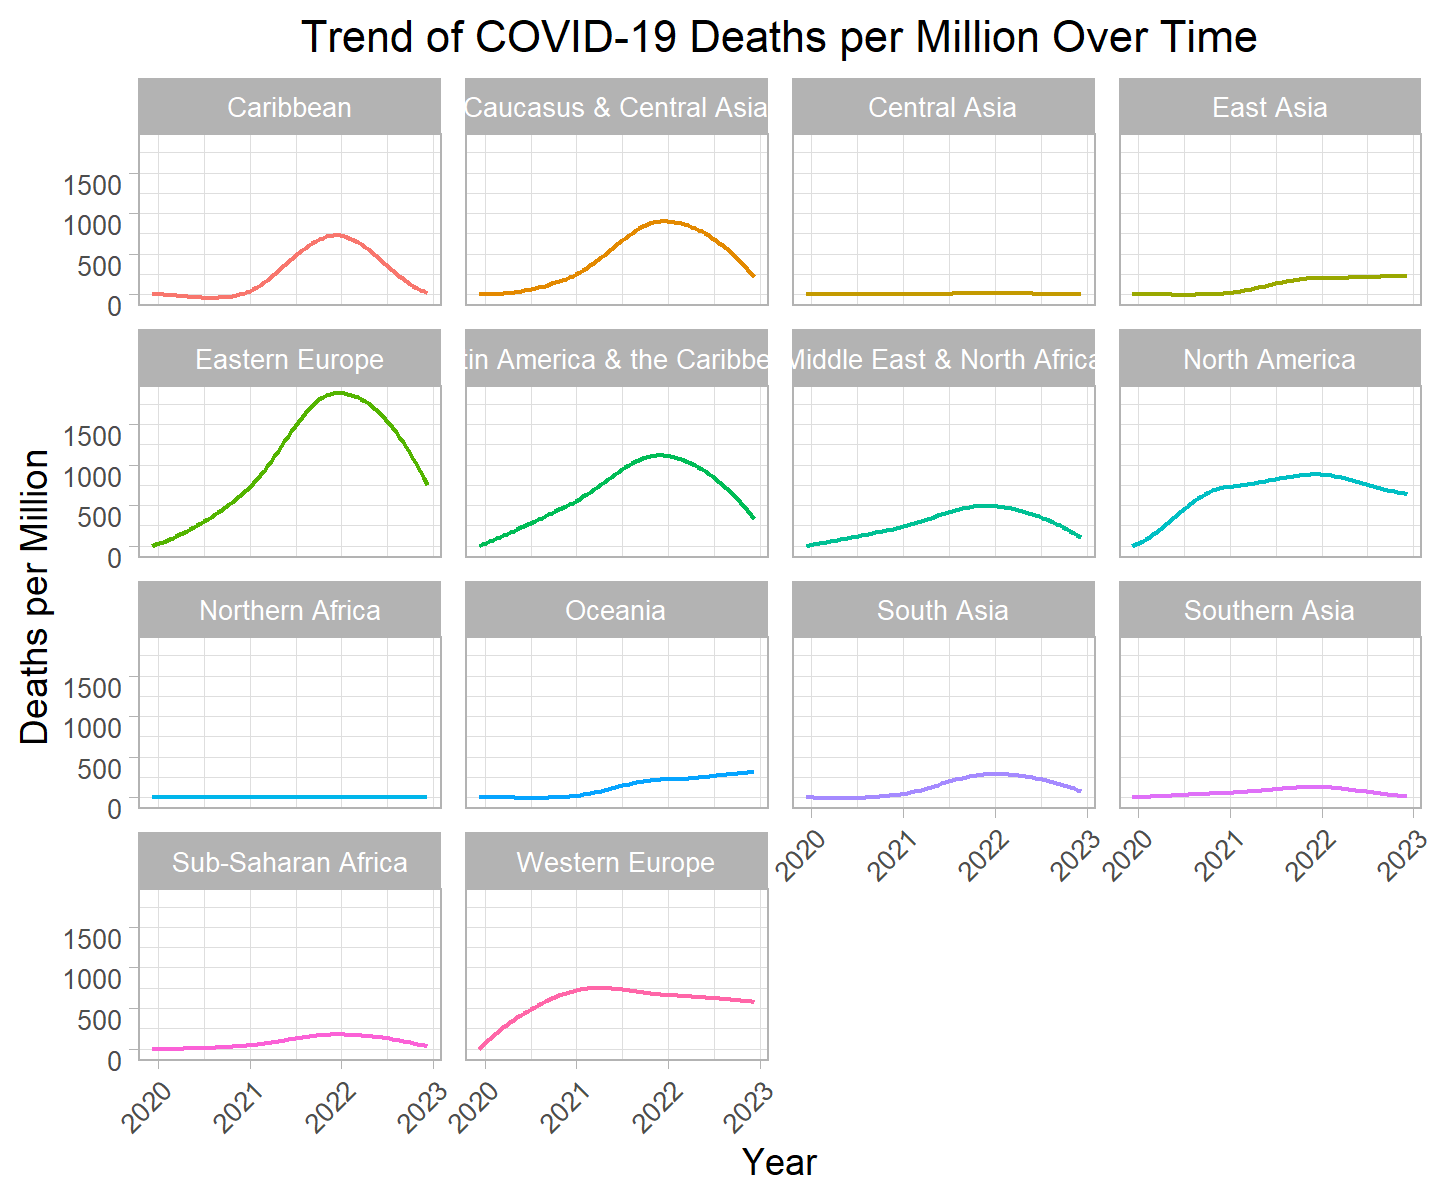 Trend of COVID-19 Deaths per Million Over Time
Caribbean
Caucasus & Central Asia
Central Asia
East Asia
1500
1000
500
0
Eastern Europe
tin America & the Caribbe
Middle East & North Africa
North America
1500
1000
500
0
Northern Africa
Oceania
South Asia
Southern Asia
1500
1000
500
0
2020
2021
2022
2023
2020
2021
2022
2023
Sub-Saharan Africa
Western Europe
1500
1000
500
0
2020
2021
2022
2023
2020
2021
2022
2023
Deaths per Million
Year